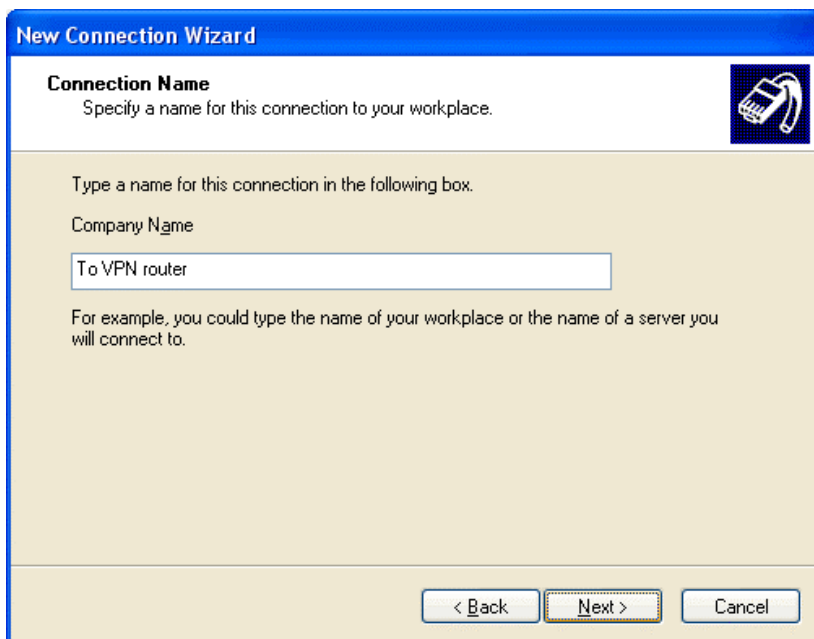 New Connection Wizard
Connection Name
Specify a name for this connection to your workplace.
Type a name for this connection in the following box.
Company Name
To VPN router
For example, you could type the name of your workplace or the name of a server you
will connect to.
< Back Next > Cancel